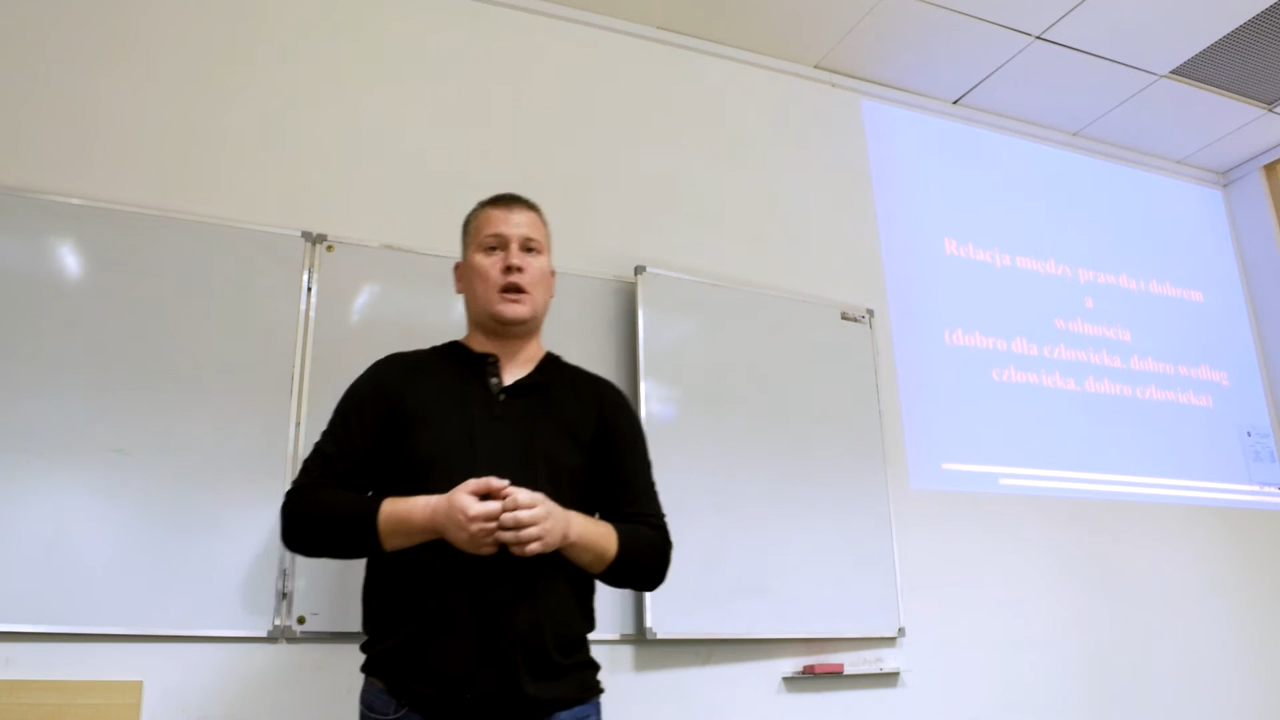 Relacja między prawdą i dobrem
a
wolnością
(dobro dla człowieka, dobro według
człowieka, dobro człowieka)